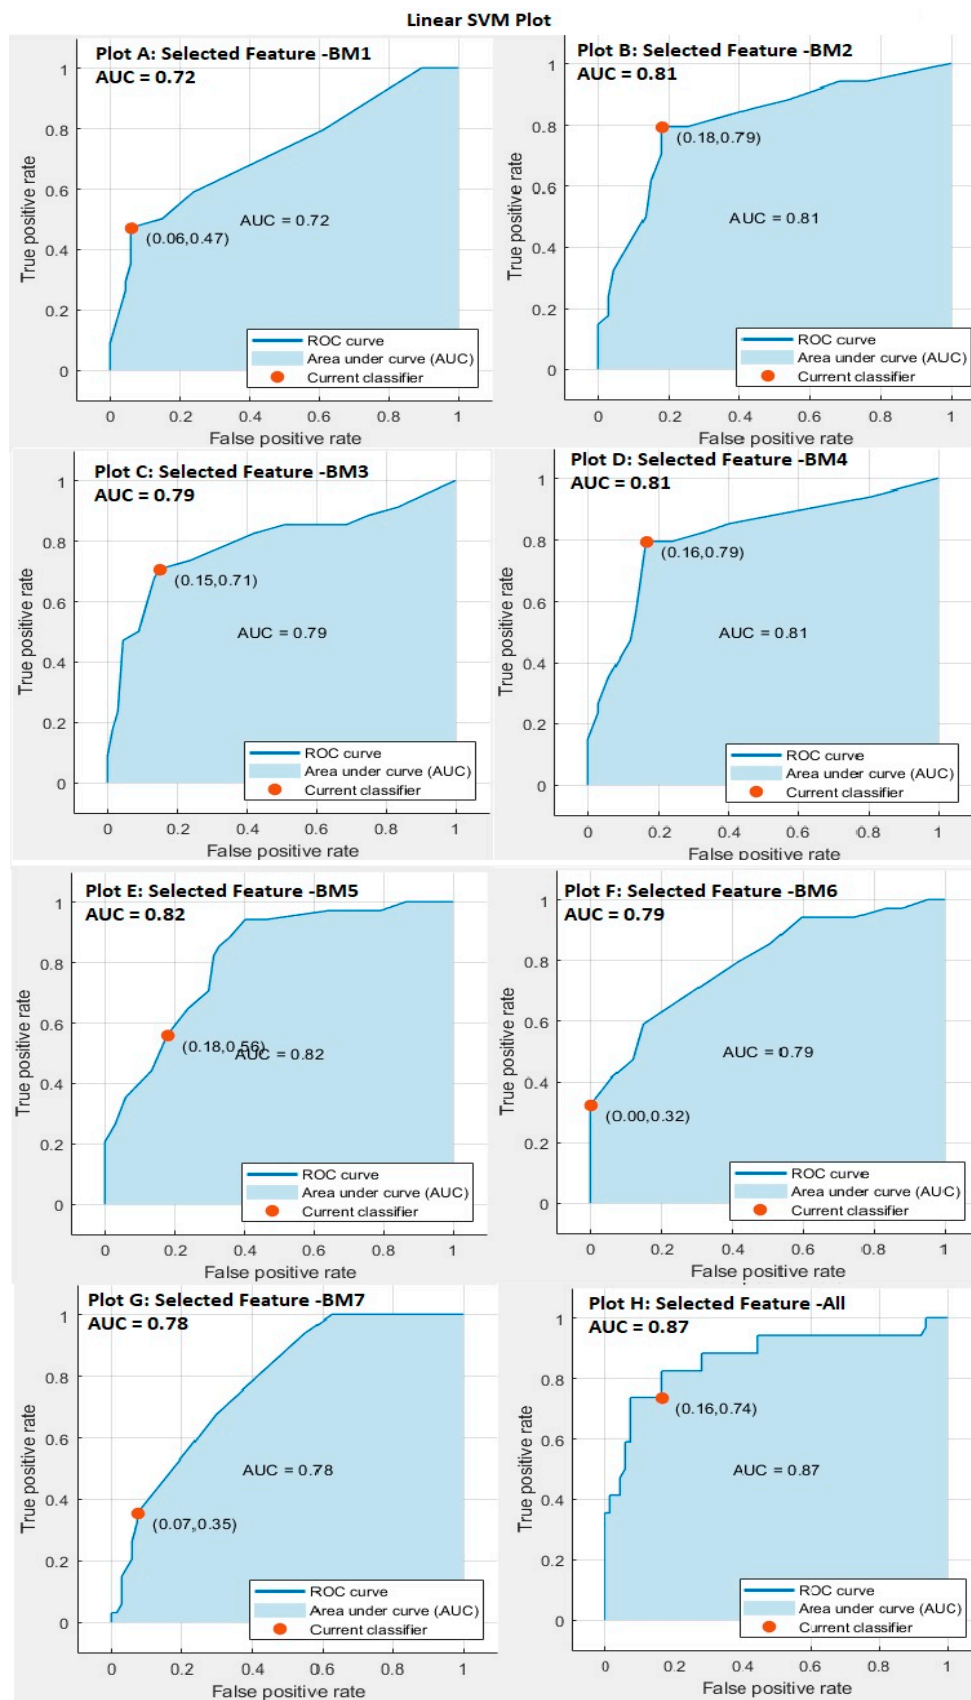 Linear SVM Plot
Plot A: Selected Feature -BM1
AUC = 0.72
1
0.8
0.6
0.4
0.2
0
True positive rate
AUC = 0.72
(0.06,0.47)
ROC curve
Area under curve (AUC)
Current classifier
0 0.2 0.4 0.6 0.8 1
False positive rate
Plot B: Selected Feature -BM2
AUC = 0.81
1
0.8
0.6
0.4
0.2
0
True positive rate
(0.18,0.79)
AUC = 0.81
ROC curve
Area under curve (AUC)
Current classifier
0 0.2 0.4 0.6 0.8 1
False positive rate
Plot C: Selected Feature -BM3
AUC = 0.79
1
0.8
0.6
0.4
0.2
0
True positive rate
(0.15,0.71)
AUC = 0.79
ROC curve
Area under curve (AUC)
Current classifier
0 0.2 0.4 0.6 0.8 1
False positive rate
Plot D: Selected Feature -BM4
AUC = 0.81
1
0.8
0.6
0.4
0.2
0
True positive rate
(0.16,0.79)
AUC = 0.81
ROC curve
Area under curve (AUC)
Current classifier
0 0.2 0.4 0.6 0.8 1
False positive rate
Plot E: Selected Feature -BM5
AUC = 0.82
1
0.8
0.6
0.4
0.2
0
True positive rate
(0.18,0.56)
AUC = 0.82
ROC curve
Area under curve (AUC)
Current classifier
0 0.2 0.4 0.6 0.8 1
False positive rate
Plot F: Selected Feature -BM6
AUC = 0.79
1
0.8
0.6
0.4
0.2
0
True positive rate
AUC = 0.79
(0.00,0.32)
ROC curve
Area under curve (AUC)
Current classifier
0 0.2 0.4 0.6 0.8 1
False positive rate
Plot G: Selected Feature -BM7
AUC = 0.78
1
0.8
0.6
0.4
0.2
0
True positive rate
AUC = 0.78
(0.07,0.35)
ROC curve
Area under curve (AUC)
Current classifier
0 0.2 0.4 0.6 0.8 1
False positive rate
Plot H: Selected Feature -All
AUC = 0.87
1
0.8
0.6
0.4
0.2
0
True positive rate
(0.16,0.74)
AUC = 0.87
ROC curve
Area under curve (AUC)
Current classifier
0 0.2 0.4 0.6 0.8 1
False positive rate